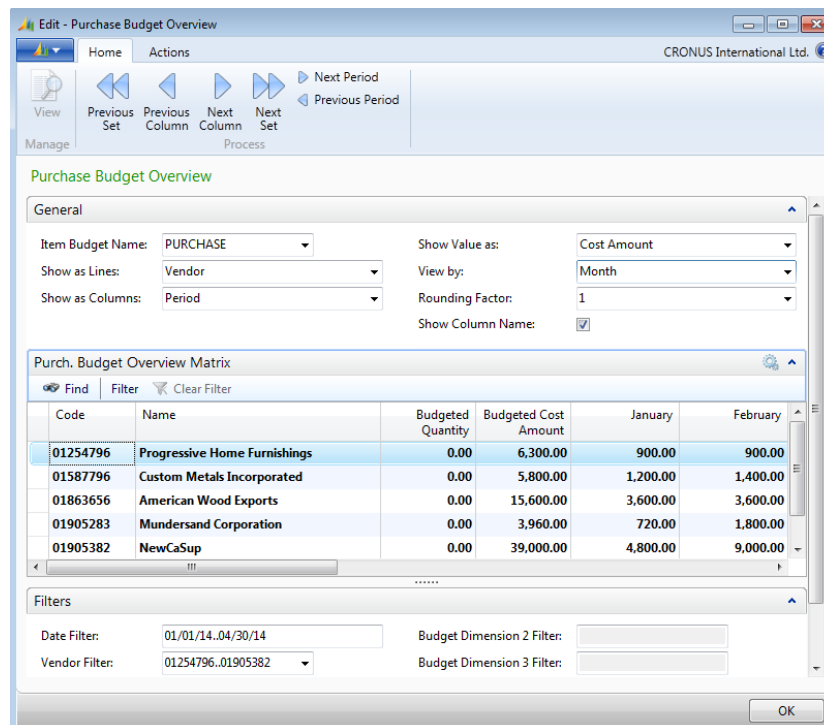 Edit - Purchase Budget Overview
Home Actions CRONUS International Ltd.
View
Previous Set
Previous Column
Next Column
Next Set
Next Period
Previous Period
Manage
Process
Purchase Budget Overview
General
Item Budget Name: PURCHASE Show Value as: Cost Amount
Show as Lines: Vendor View by: Month
Show as Columns: Period Rounding Factor: 1
Show Column Name:
Purch. Budget Overview Matrix
Find Filter Clear Filter
Code Name Budgeted Quantity Budgeted Cost Amount January February
01254796 Progressive Home Furnishings 0.00 6,300.00 900.00 900.00
01587796 Custom Metals Incorporated 0.00 5,800.00 1,200.00 1,400.00
01863656 American Wood Exports 0.00 15,600.00 3,600.00 3,600.00
01905283 Mundersand Corporation 0.00 3,960.00 720.00 1,800.00
01905382 NewCaSup 0.00 39,000.00 4,800.00 9,000.00
Filters
Date Filter: 01/01/14..04/30/14 Budget Dimension 2 Filter:
Vendor Filter: 01254796..01905382 Budget Dimension 3 Filter:
OK